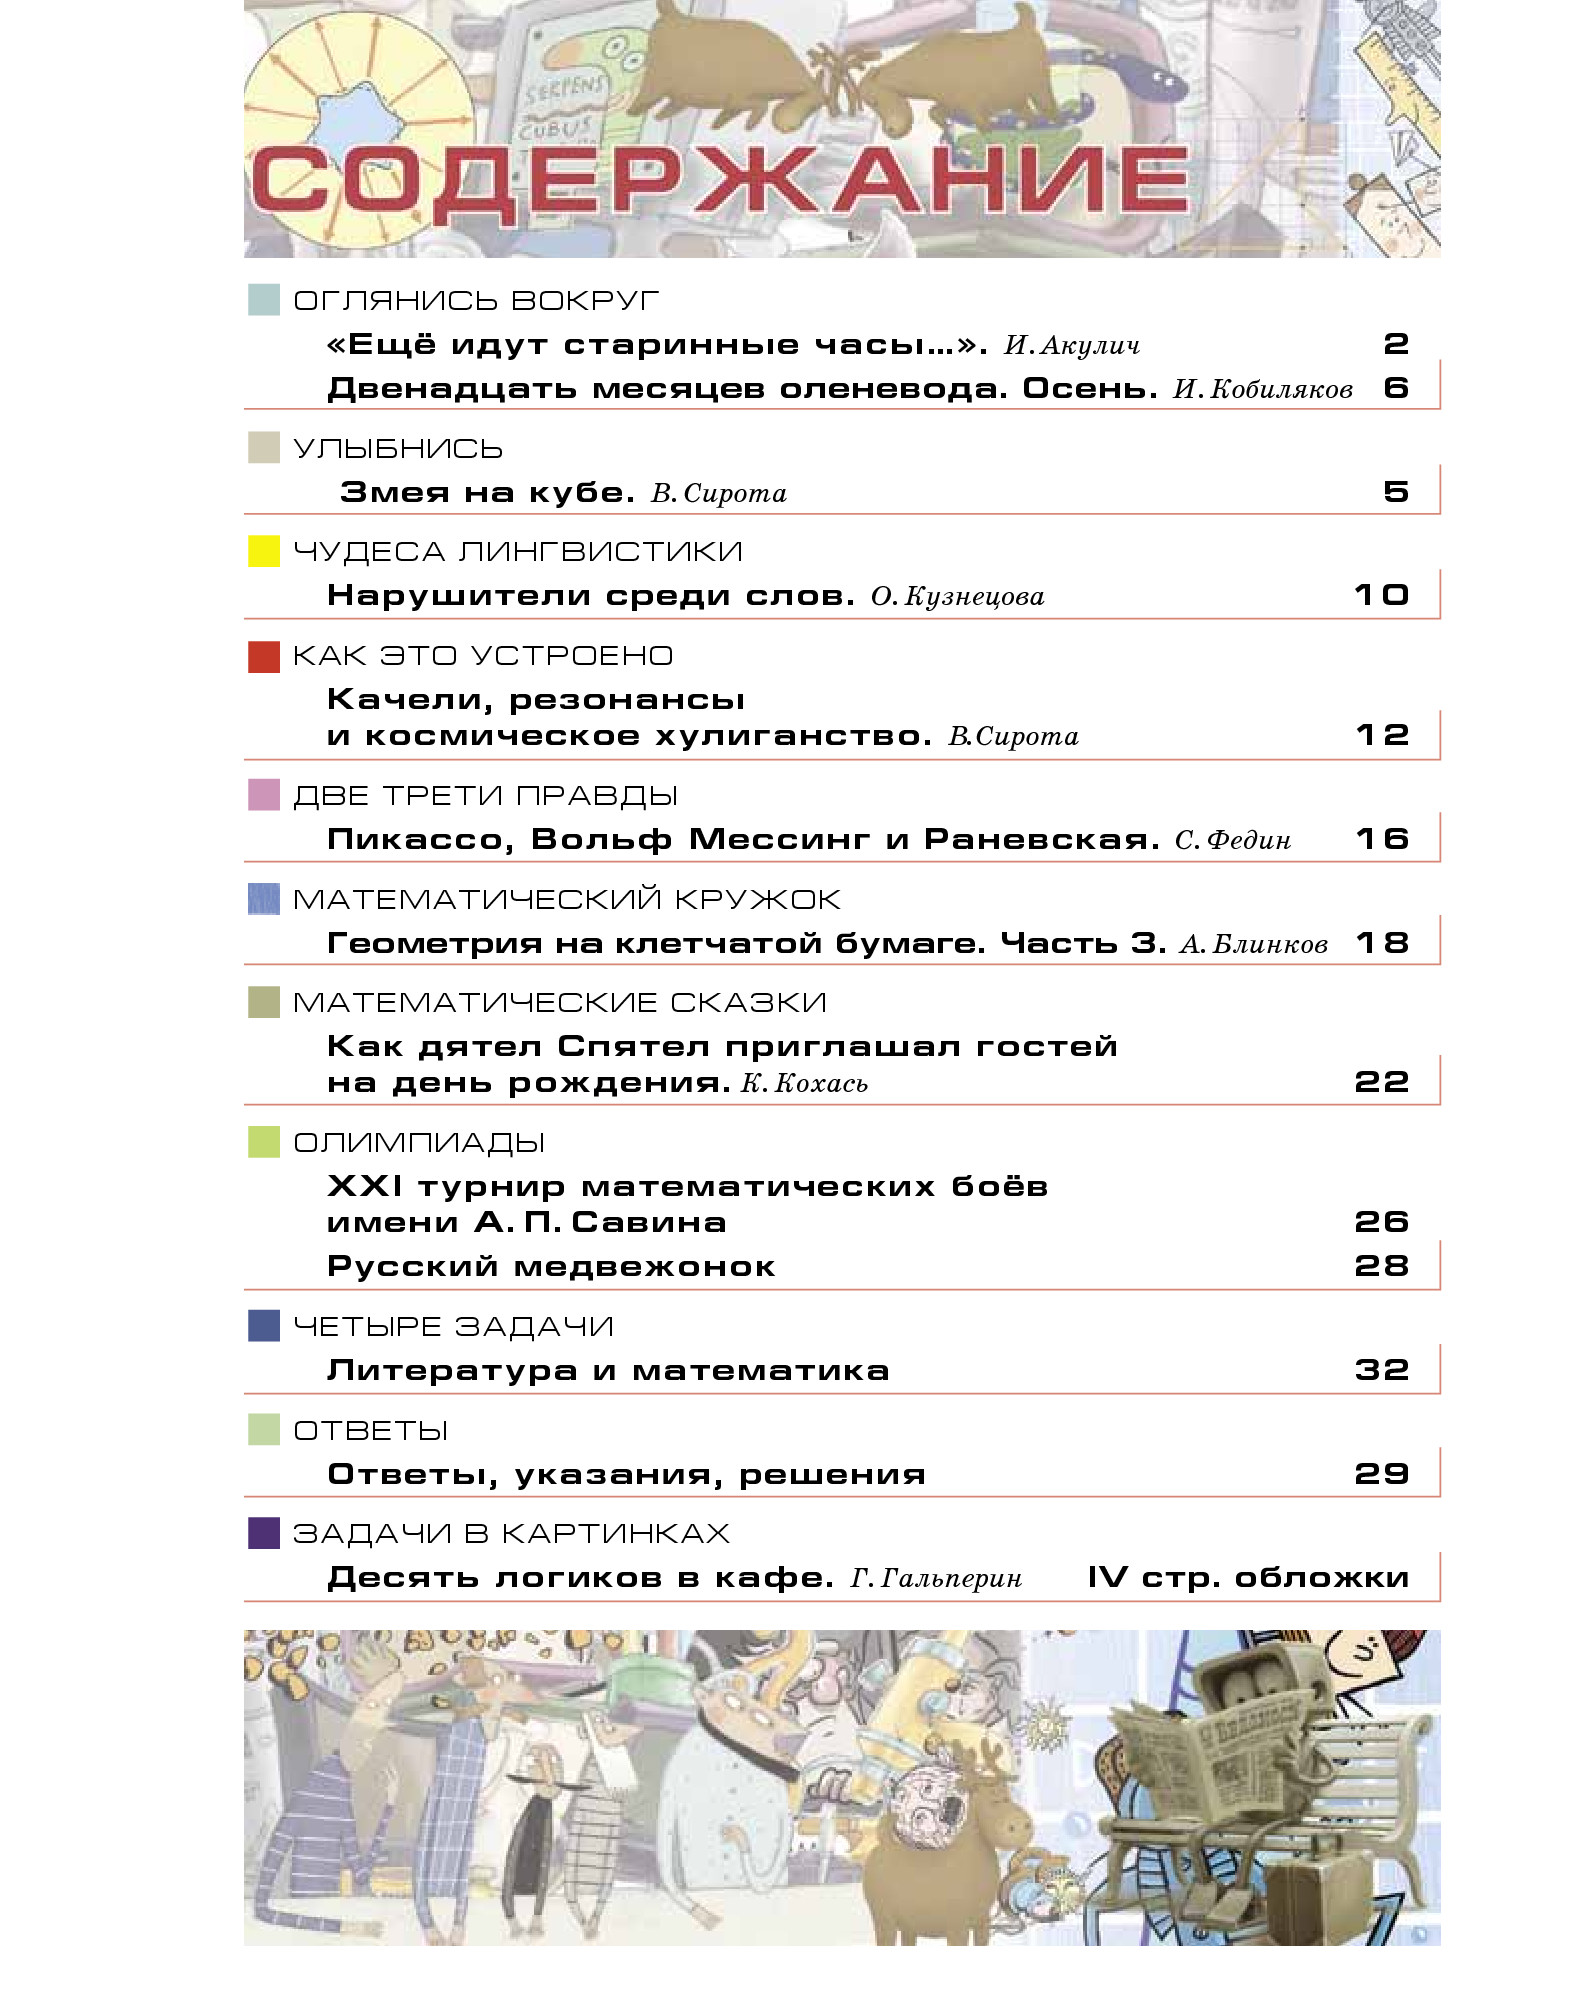 SERPENS
CUBUS
СОДЕРЖАНИЕ
ОГЛЯНИСЬ ВОКРУГ
«Ещё идут старинные часы…». И. Акулич 2
Двенадцать месяцев оленевода. Осень. И. Кобиляков 6
УЛЫБНИСЬ
Змея на кубе. В. Сирота 5
ЧУДЕСА ЛИНГВИСТИКИ
Нарушители среди слов. О. Кузнецова 10
КАК ЭТО УСТРОЕНО
Качели, резонансы
и космическое хулиганство. В.Сирота 12
ДВЕ ТРЕТИ ПРАВДЫ
Пикассо, Вольф Мессинг и Раневская. С. Федин 16
МАТЕМАТИЧЕСКИЙ КРУЖОК
Геометрия на клетчатой бумаге. Часть 3. А. Блинков 18
МАТЕМАТИЧЕСКИЕ СКАЗКИ
Как дятел Спятел приглашал гостей
на день рождения. К. Кохась 22
ОЛИМПИАДЫ
XXI турнир математических боёв
имени А. П. Савина 26
Русский медвежонок 28
ЧЕТЫРЕ ЗАДАЧИ
Литература и математика 32
ОТВЕТЫ
Ответы, указания, решения 29
ЗАДАЧИ В КАРТИНКАХ
Десять логиков в кафе. Г. Гальперин IV стр. обложки